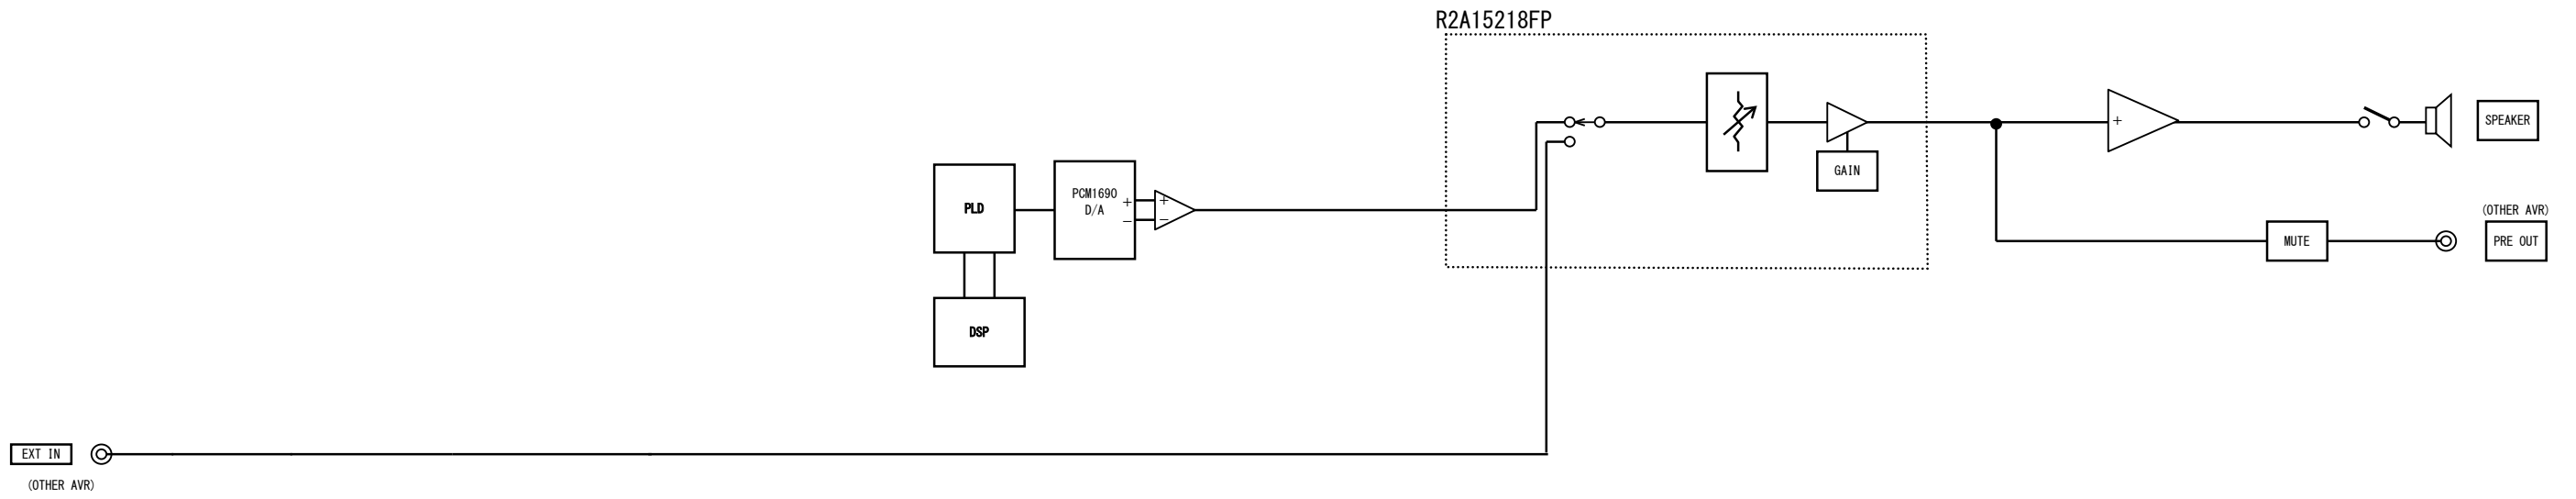 R2A15218FP
SPEAKER
GAIN
PCM1690
D/A
+
−
+
−
+
PLD
(OTHER AVR)
MUTE
PRE OUT
DSP
EXT IN
(OTHER AVR)